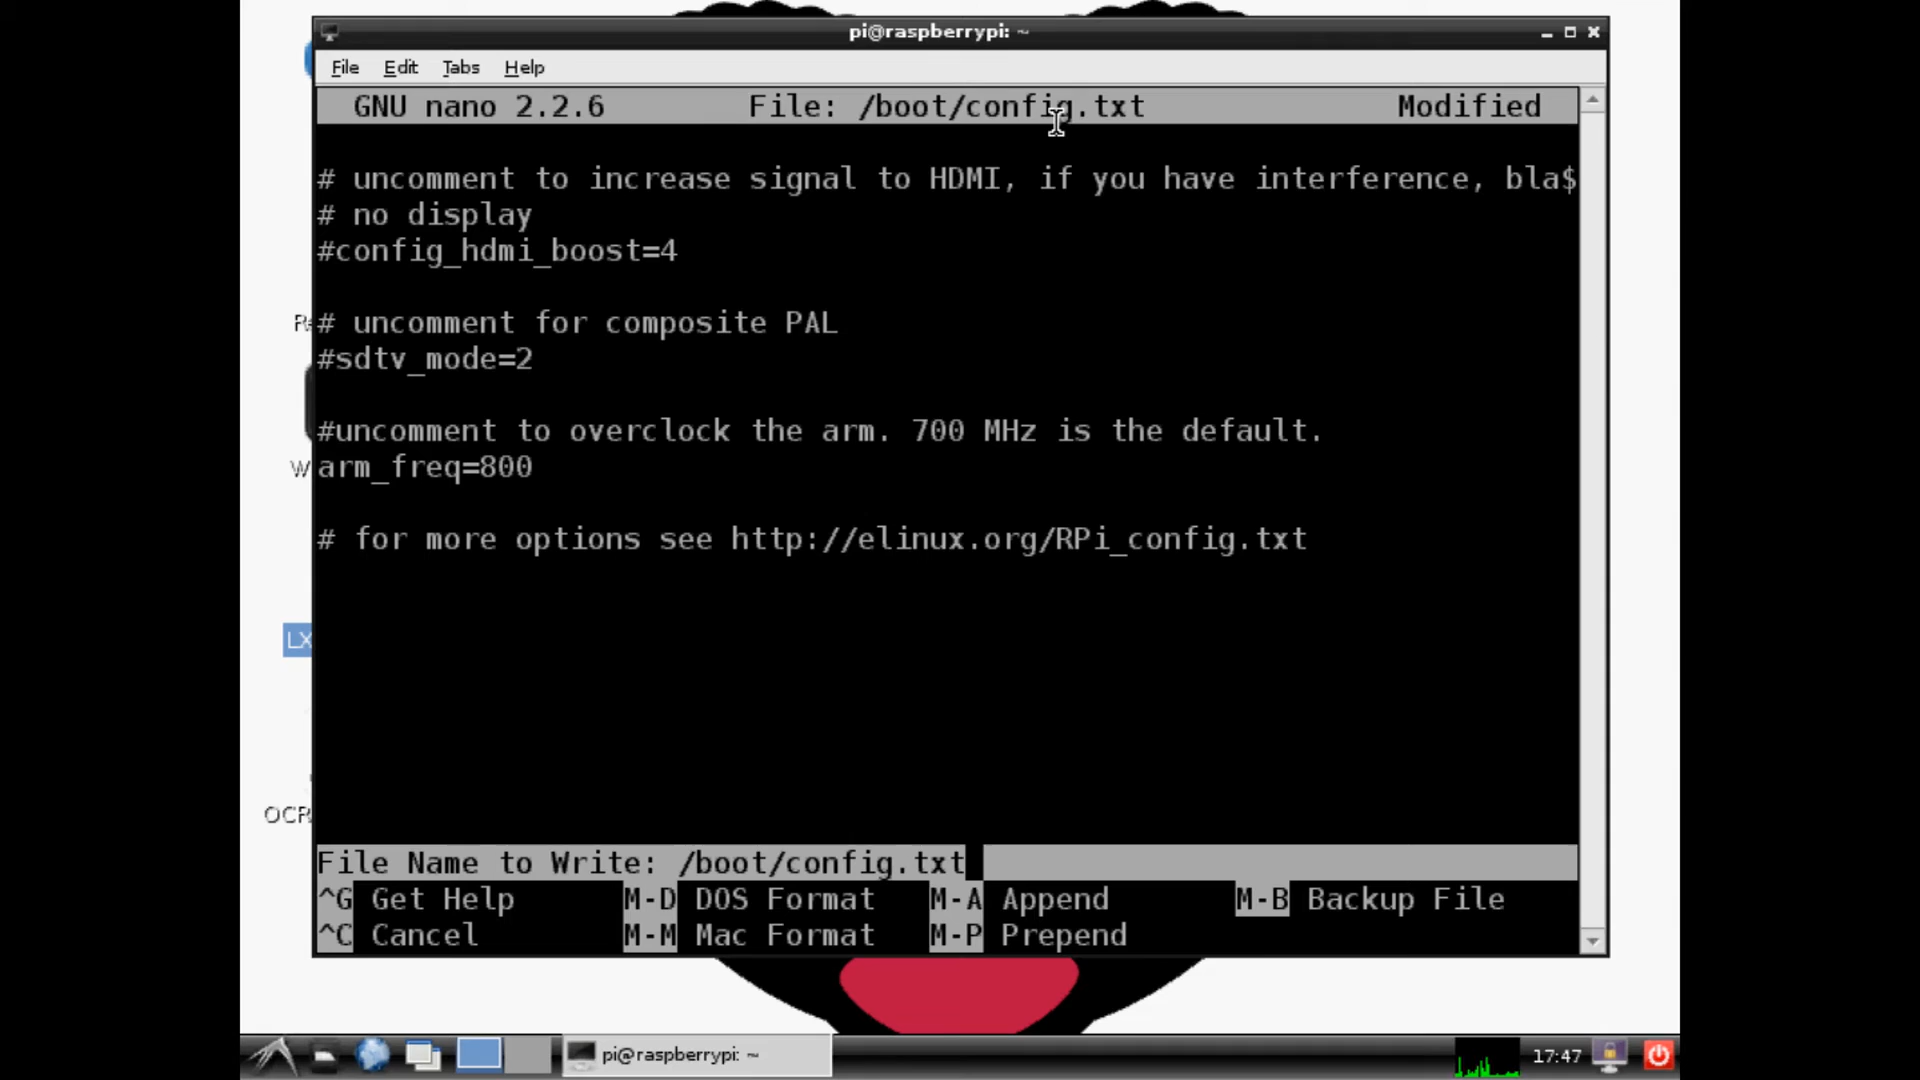 pi@raspberrypi: ~
File Edit Tabs Help
GNU nano 2.2.6 File: /boot/config.txt Modified
# uncomment to increase signal to HDMI, if you have interference, bla$
# no display
#config_hdmi_boost=4
# uncomment for composite PAL
#sdtv_mode=2
#uncomment to overclock the arm. 700 MHz is the default.
arm_freq=800
# for more options see http://elinux.org/RPi_config.txt
LX
OCR
File Name to Write: /boot/config.txt
^G Get Help M-D DOS Format M-A Append M-B Backup File
^C Cancel M-M Mac Format M-P Prepend
pi@raspberrypi: ~ 17:47